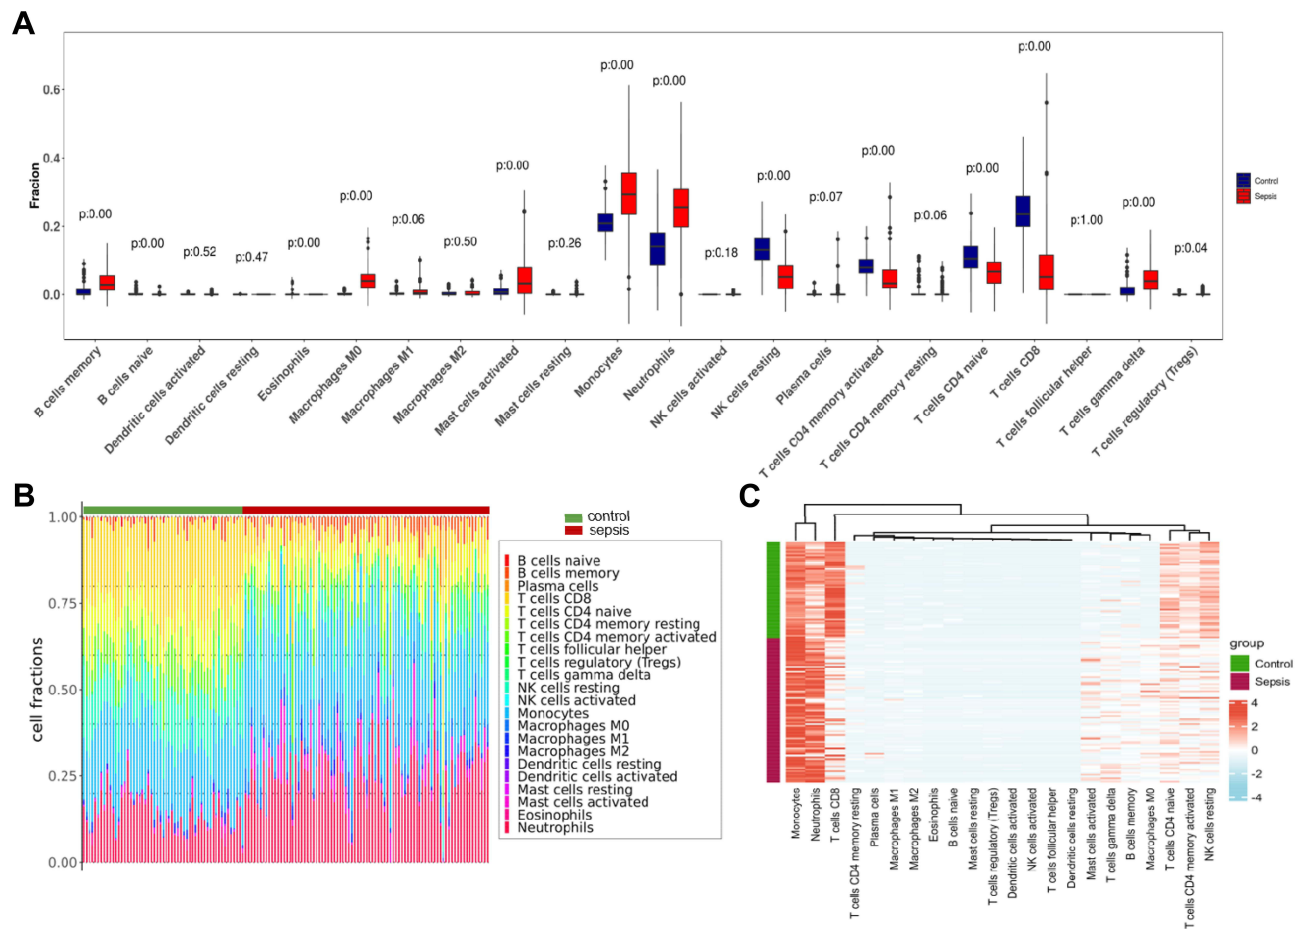 A
Fracion
0.6
0.4
0.2
0.0
p:0.00
p:0.00
p:0.52
p:0.47
p:0.00
p:0.00
p:0.06
p:0.50
p:0.00
p:0.26
p:0.00
p:0.00
p:0.18
p:0.00
p:0.07
p:0.00
p:0.06
p:0.00
p:0.00
p:1.00
p:0.00
p:0.04
Control
Sepsis
B cells memory
B cells naive
Dendritic cells activated
Dendritic cells resting
Eosinophils
Macrophages M0
Macrophages M1
Macrophages M2
Mast cells activated
Mast cells resting
Monocytes
Neutrophils
NK cells activated
NK cells resting
Plasma cells
T cells CD4 memory activated
T cells CD4 memory resting
T cells CD4 naive
T cells CD8
T cells follicular helper
T cells gamma delta
T cells regulatory (Tregs)
B
cell fractions
1.00
0.75
0.50
0.25
0.00
control
sepsis
B cells naive
B cells memory
Plasma cells
T cells CD8
T cells CD4 naive
T cells CD4 memory resting
T cells CD4 memory activated
T cells follicular helper
T cells regulatory (Tregs)
T cells gamma delta
NK cells resting
NK cells activated
Monocytes
Macrophages M0
Macrophages M1
Macrophages M2
Dendritic cells resting
Dendritic cells activated
Mast cells resting
Mast cells activated
Eosinophils
Neutrophils
C
group
Control
Sepsis
4
2
0
-2
-4
Monocytes
Neutrophils
T cells CD8
T cells CD4 memory resting
Plasma cells
Macrophages M1
Macrophages M2
Eosinophils
B cells naive
Mast cells resting
T cells regulatory (Tregs)
Dendritic cells activated
NK cells activated
T cells follicular helper
Dendritic cells resting
Mast cells activated
T cells gamma delta
B cells memory
Macrophages M0
T cells CD4 naive
T cells CD4 memory activated
NK cells resting